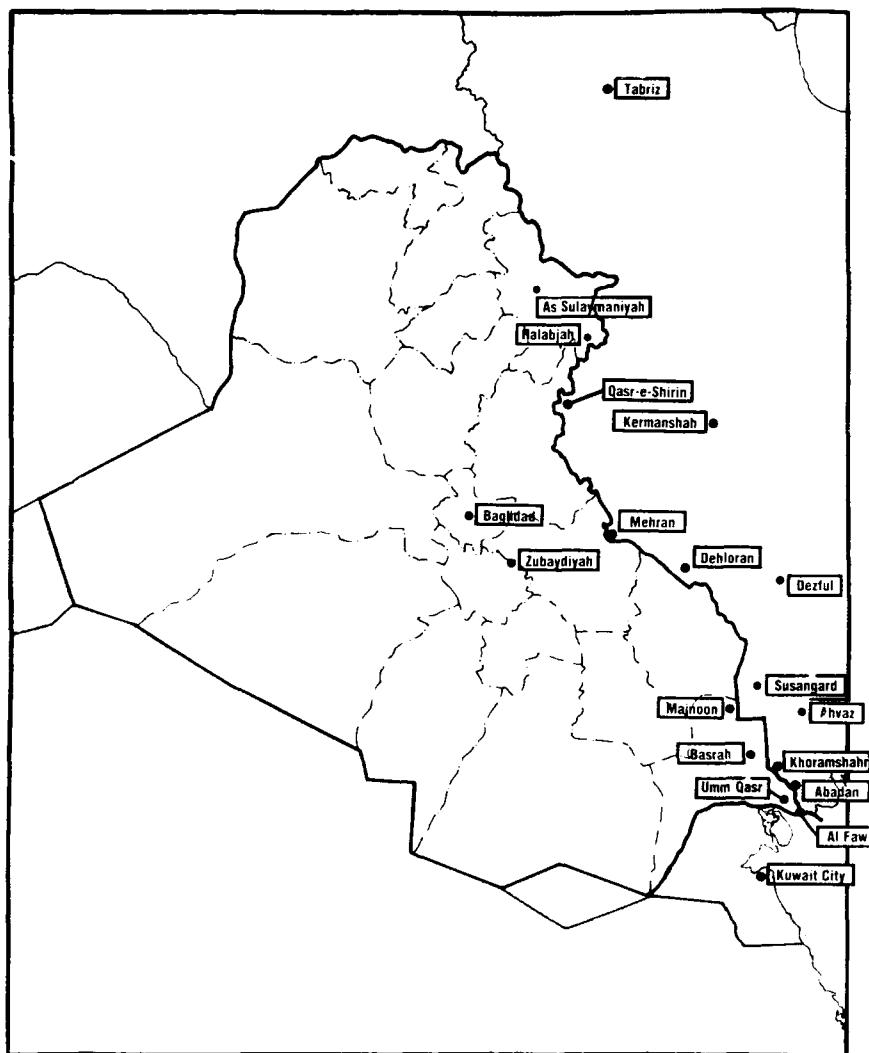 Tabriz
As Sulaymaniyah
Halabjah
Qasr-e-Shirin
Kermanshah
Baghdad
Mehran
Zubaydiyah
Dehloran
Dezful
Susangard
Majnoon
Ahvaz
Basrah
Khoramshahr
Umm Qasr
Abadan
Al Faw
Kuwait City